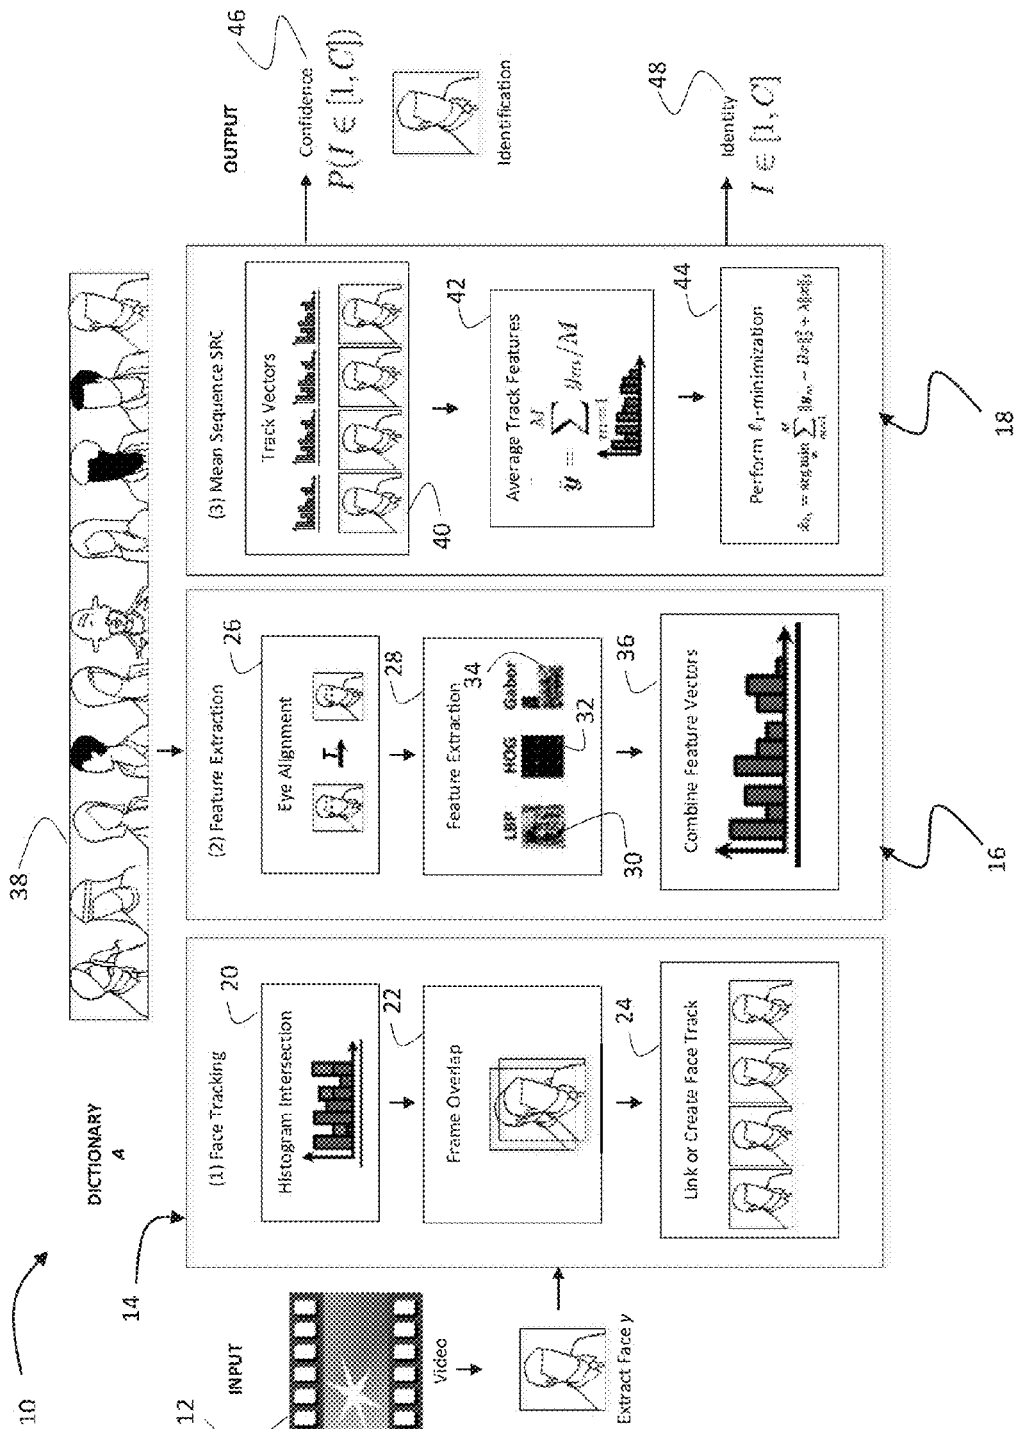 10
DICTIONARY
A
38
INPUT
12
Video
Extract Face y
14
(1) Face Tracking
20
Histogram Intersection
22
Frame Overlap
24
Link or Create Face Track
(2) Feature Extraction
26
Eye Alignment
T
28
Feature Extraction
LBP HOG Gabor
30 32 34
36
Combine Feature Vectors
16
(3) Mean Sequence SRC
Track Vectors
40
42
Average Track Features
44
Perform ℓ₁-minimization
18
OUTPUT
46
Confidence
P(I ∈ [1, C])
Identification
48
Identity
I ∈ [1, C]